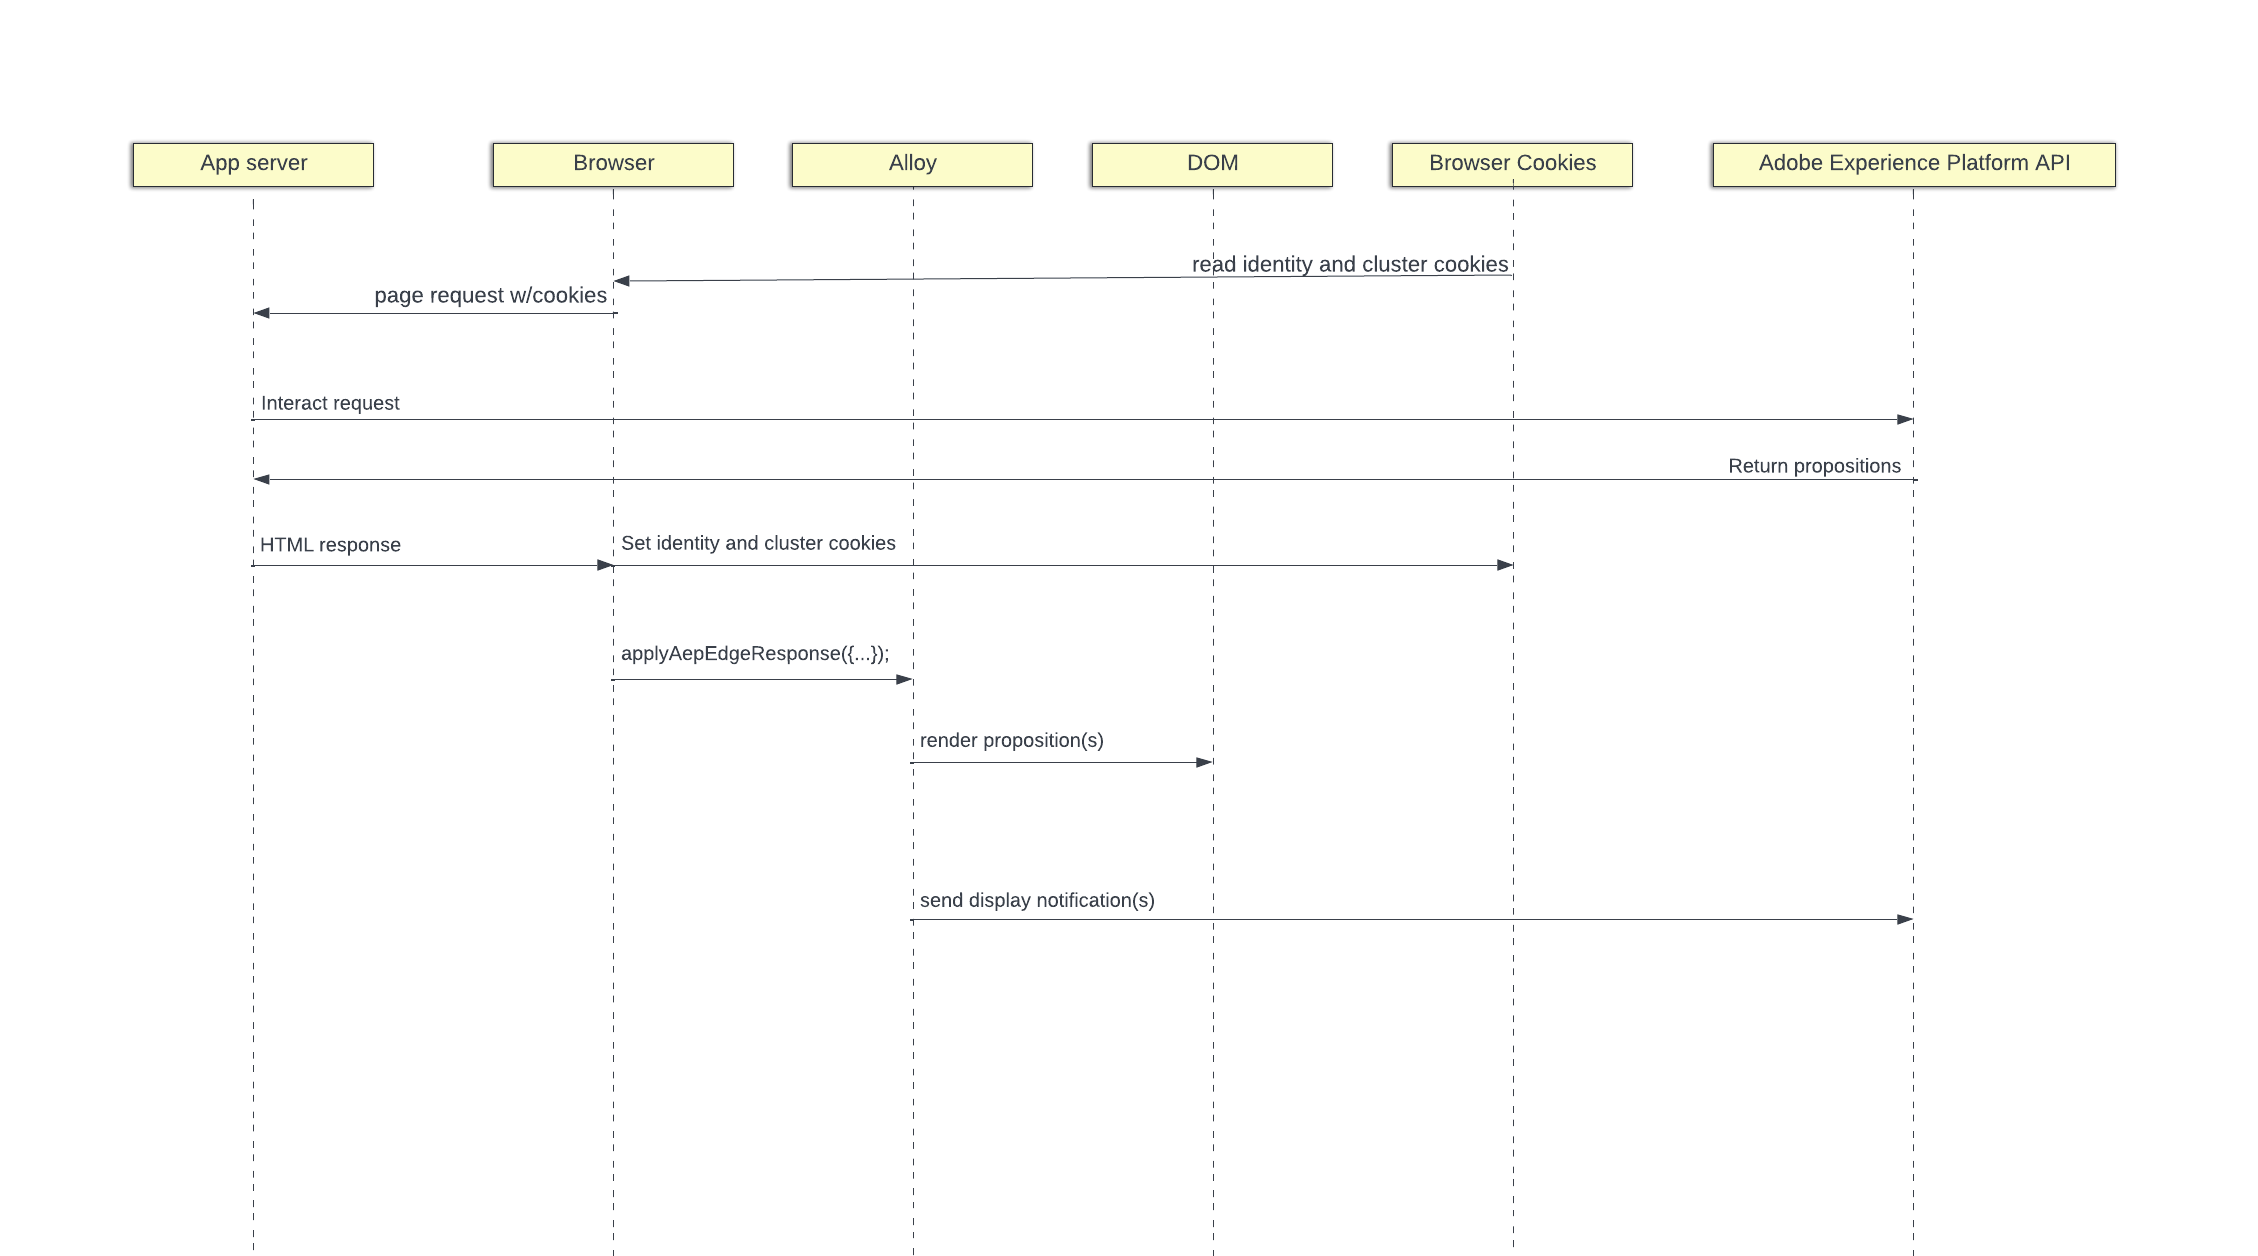 App server
Browser
Alloy
DOM
Browser Cookies
Adobe Experience Platform API
read identity and cluster cookies
page request w/cookies
Interact request
Return propositions
HTML response
Set identity and cluster cookies
applyAepEdgeResponse({...});
render proposition(s)
send display notification(s)